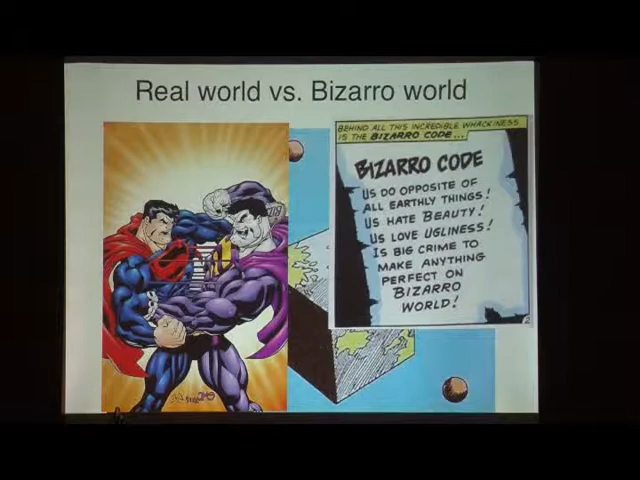 Real world vs. Bizarro world
BEHIND ALL THIS INCREDIBLE WHACKINESS
IS THE BIZARRO CODE...
BIZARRO CODE
US DO OPPOSITE OF
ALL EARTHLY THINGS!
US HATE BEAUTY!
US LOVE UGLINESS!
IS BIG CRIME TO
MAKE ANYTHING
PERFECT ON
BIZARRO
WORLD!